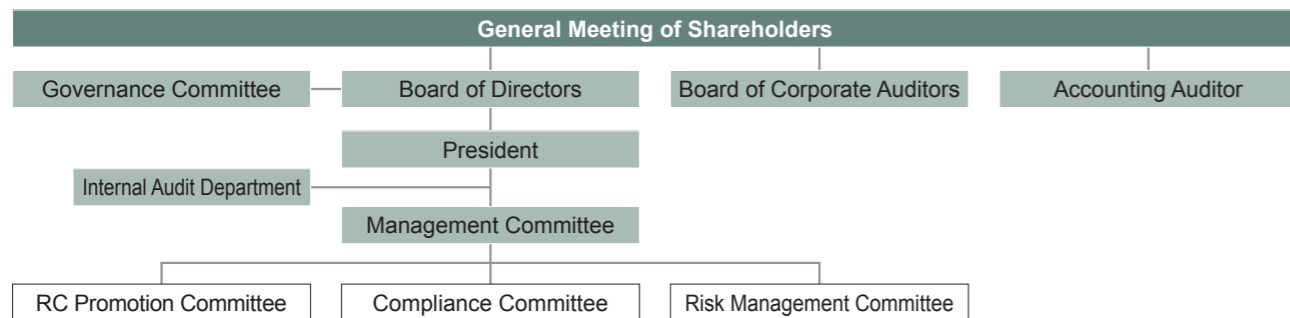 General Meeting of Shareholders
Governance Committee
Board of Directors
Board of Corporate Auditors
Accounting Auditor
President
Internal Audit Department
Management Committee
RC Promotion Committee
Compliance Committee
Risk Management Committee